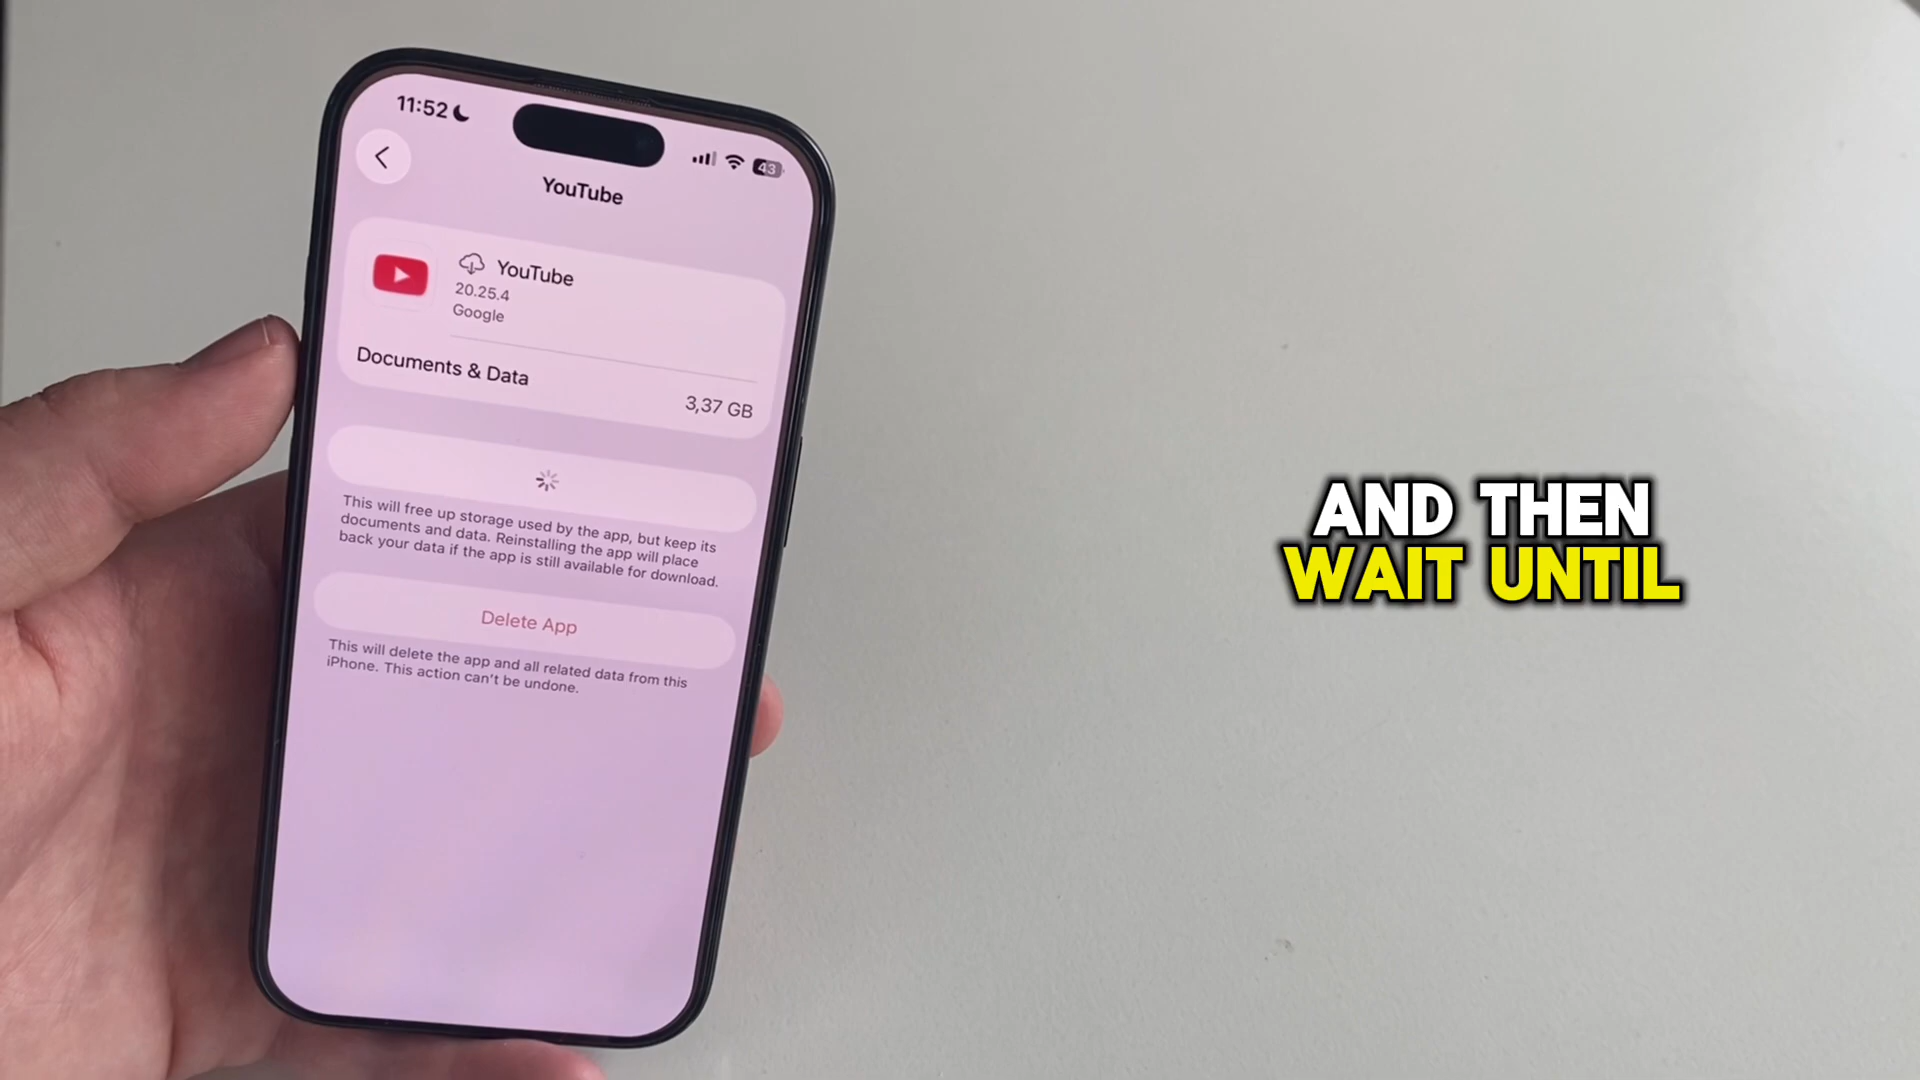 11:52
43
YouTube
YouTube
20.25.4
Google
Documents & Data
3,37 GB
This will free up storage used by the app, but keep its
documents and data. Reinstalling the app will place
back your data if the app is still available for download.
Delete App
This will delete the app and all related data from this
iPhone. This action can't be undone.
AND THEN
WAIT UNTIL